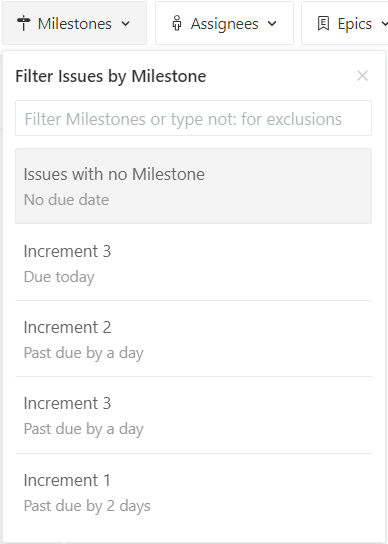 Milestones Assignees Epics
Filter Issues by Milestone
Filter Milestones or type not: for exclusions
Issues with no Milestone
No due date
Increment 3
Due today
Increment 2
Past due by a day
Increment 3
Past due by a day
Increment 1
Past due by 2 days